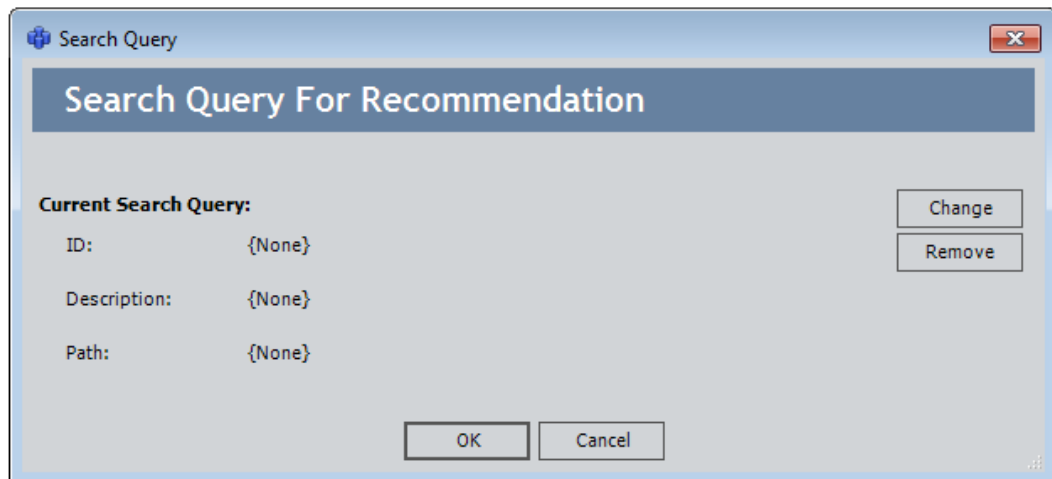 Search Query
Search Query For Recommendation
Current Search Query:
Change
ID: {None}
Remove
Description: {None}
Path: {None}
OK Cancel